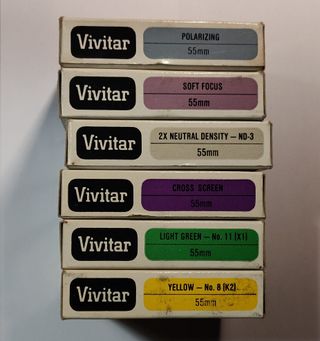 Vivitar
POLARIZING
55mm
Vivitar
SOFT FOCUS
55mm
Vivitar
2X NEUTRAL DENSITY – ND-3
55mm
Vivitar
CROSS SCREEN
55mm
Vivitar
LIGHT GREEN – No. 11 (X1)
55mm
Vivitar
YELLOW – No. 8 (K2)
55mm